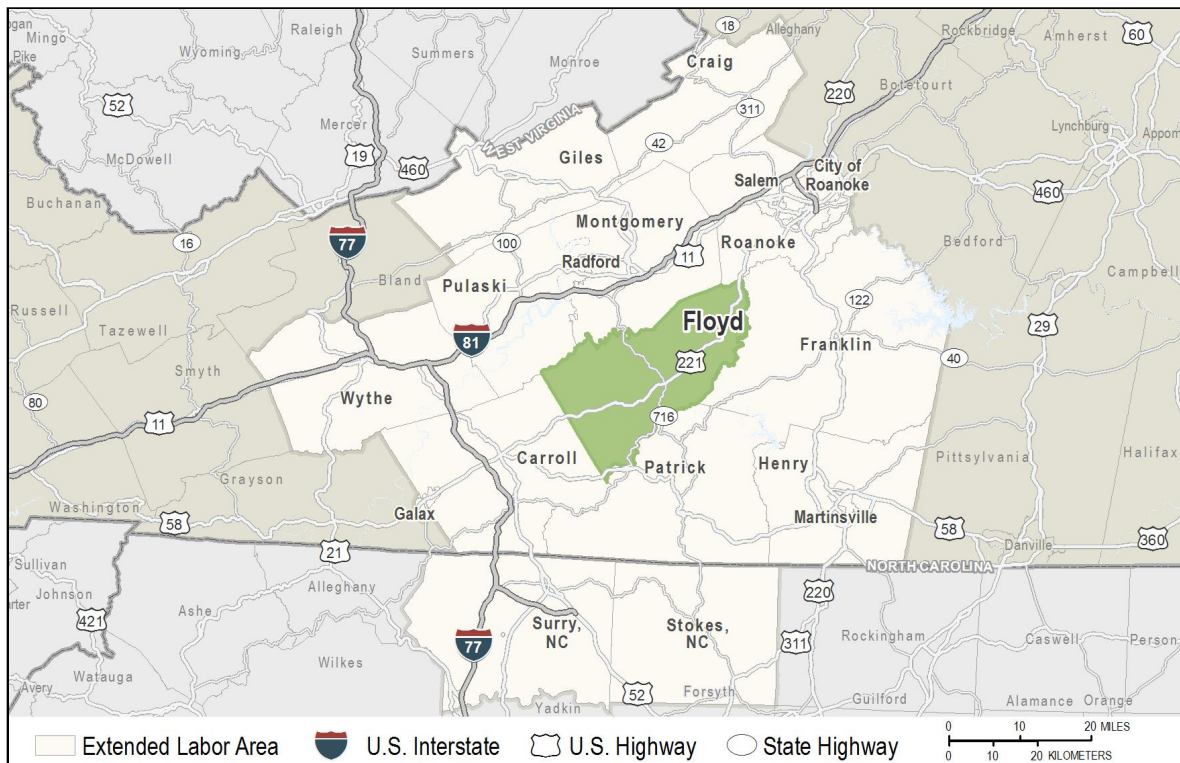 ogan
Mingo
Pike
Raleigh
Wyoming
Summers
Monroe
18
Alleghany
Rockbridge
Amherst
60
Craig
220
Botetourt
52
Mercer
311
Lynchburg
Appom
McDowell
19
460
EST VIRGINIA
42
Giles
City of
Roanoke
Salem
460
Buchanan
16
77
100
Montgomery
Roanoke
Bedford
11
Radford
Bland
Pulaski
Campbell
Russell
122
Tazewell
81
Floyd
29
Franklin
221
40
Smyth
80
Wythe
11
716
Carroll
Patrick
Henry
Pittsylvania
Halifax
Grayson
Washington
Galax
Martinsville
58
58
21
Danville
360
NORTH CAROLINA
Sullivan
Johnson
arter
Alleghany
220
421
Ashe
77
Surry,
NC
Stokes,
NC
311
Rockingham
Caswell
Person
Wilkes
Watauga
Avery
52
Forsyth
Yadkin
Guilford
Alamance
Orange
Extended Labor Area
U.S. Interstate
U.S. Highway
State Highway
0 10 20 MILES
0 10 20 KILOMETERS